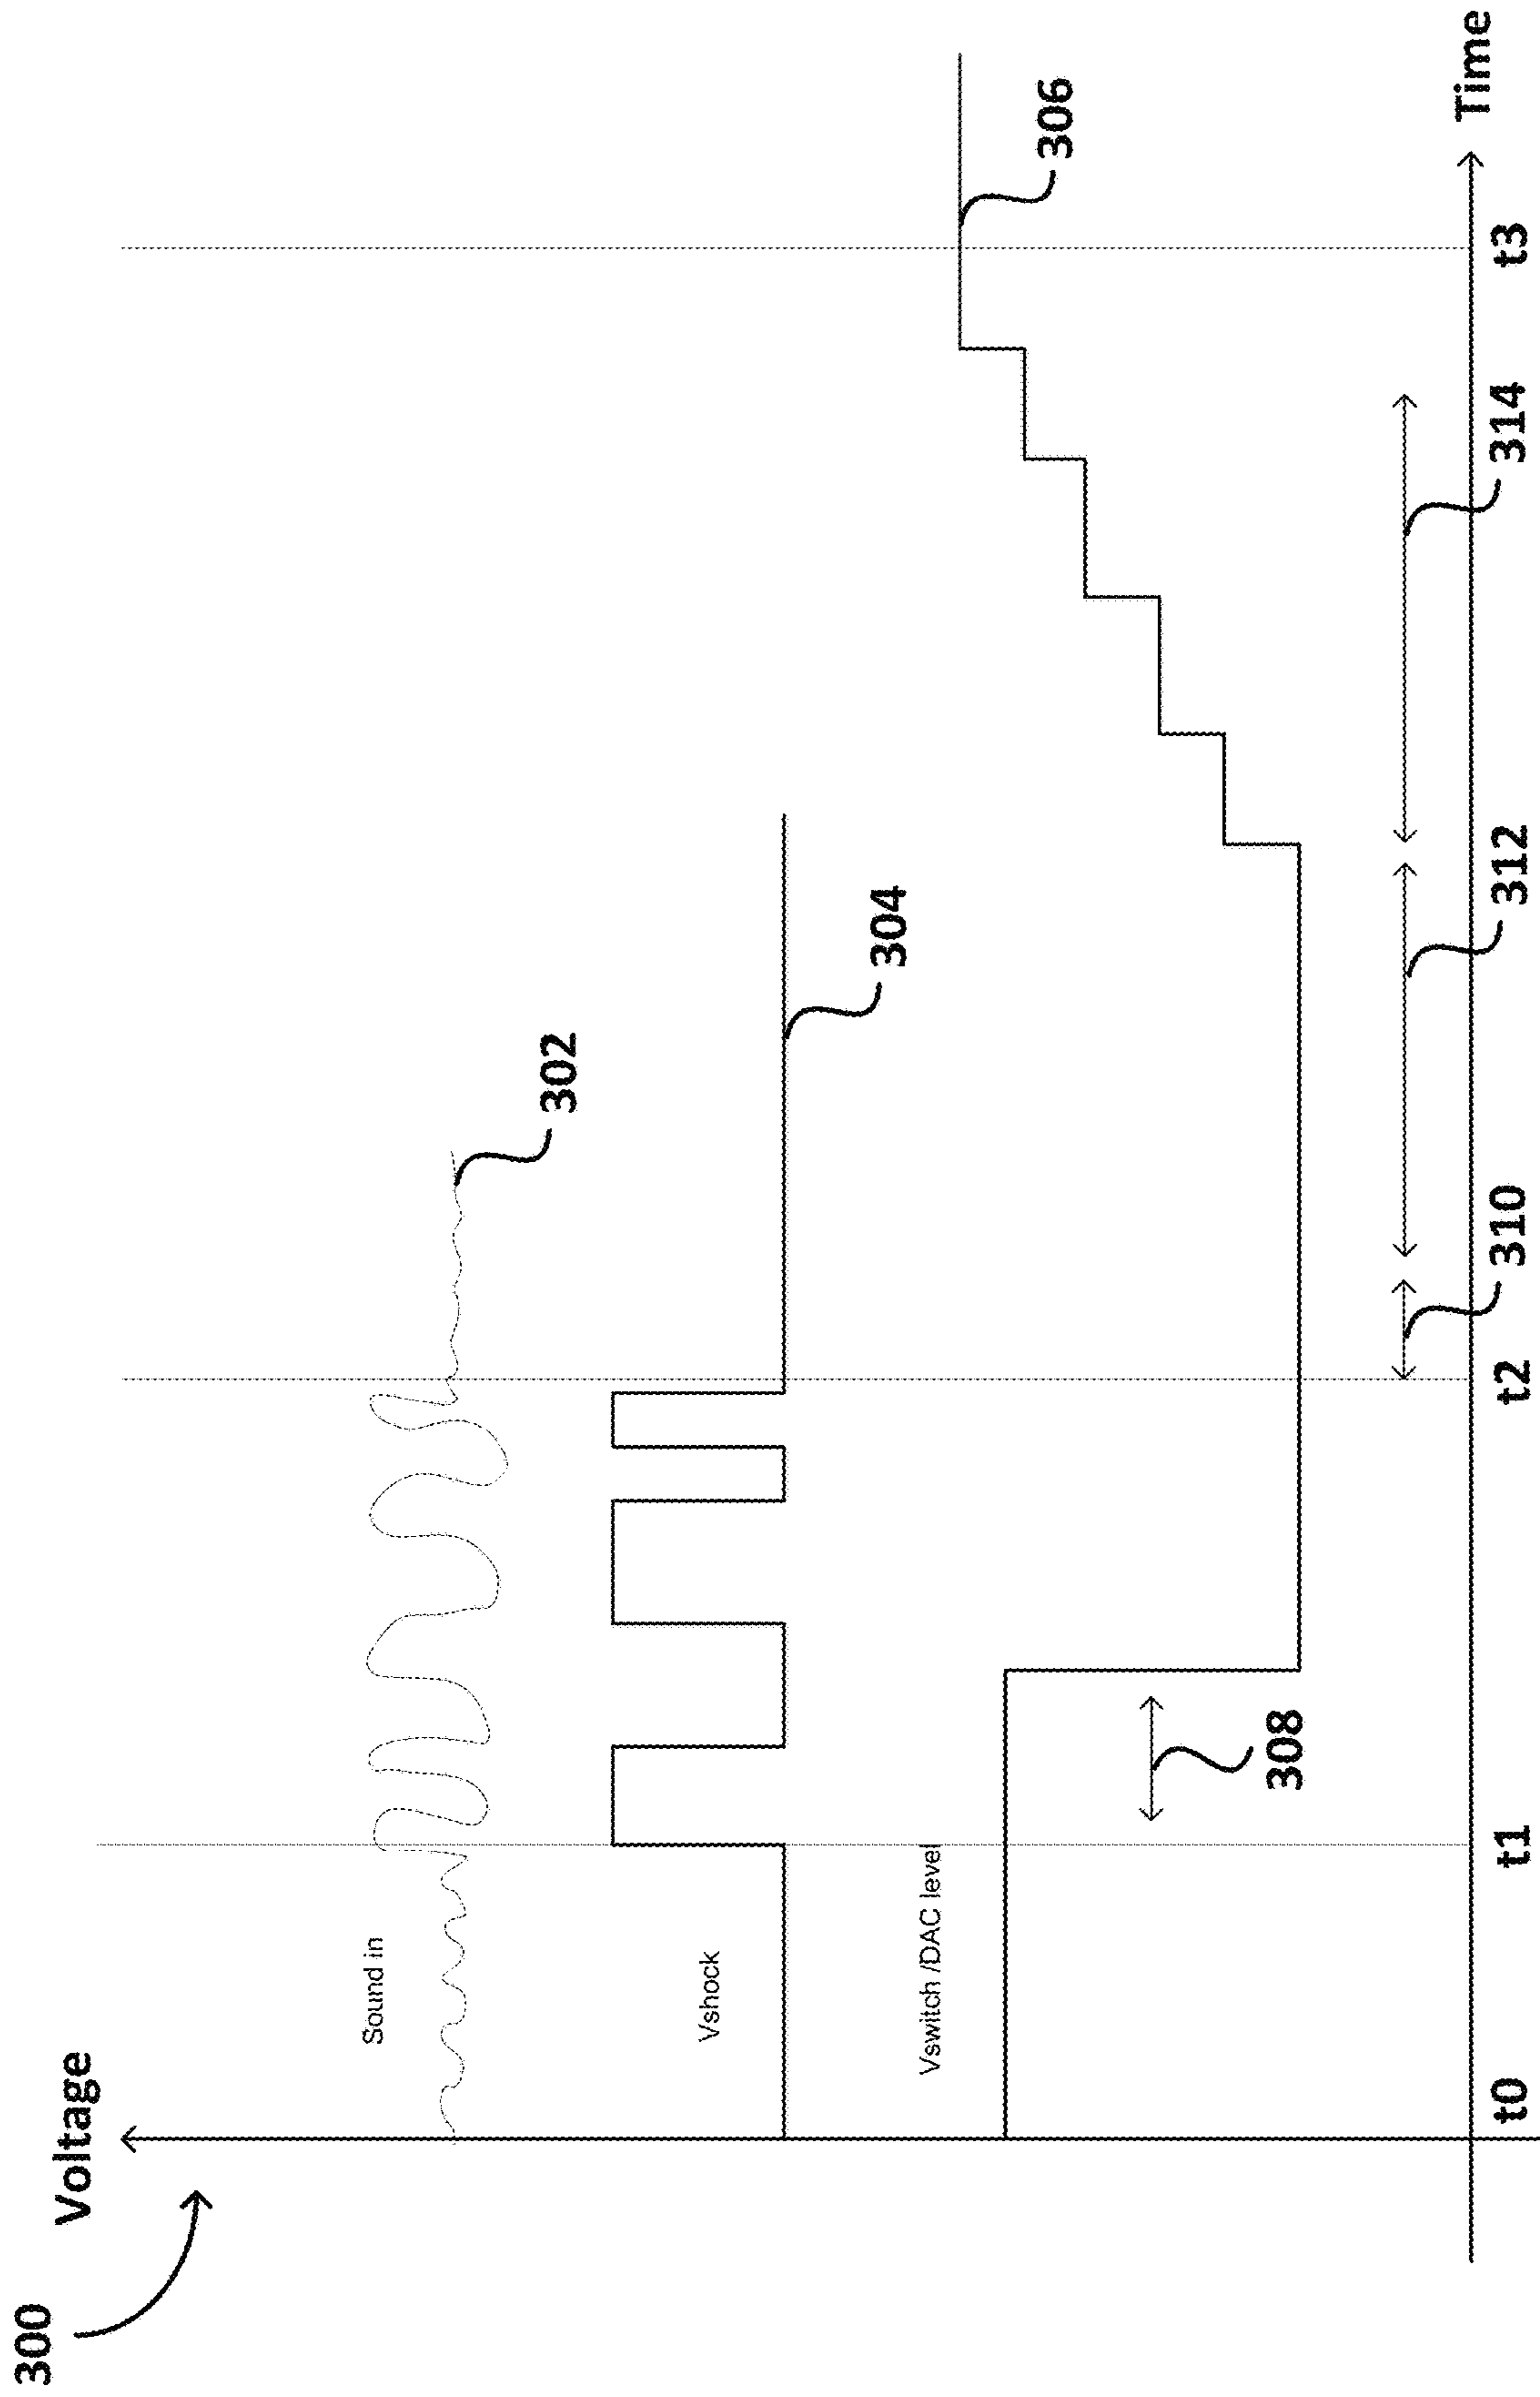 300
Voltage
Sound in
302
Vshock
304
Vswitch /DAC level
306
308
310
312
314
t0
t1
t2
t3
Time